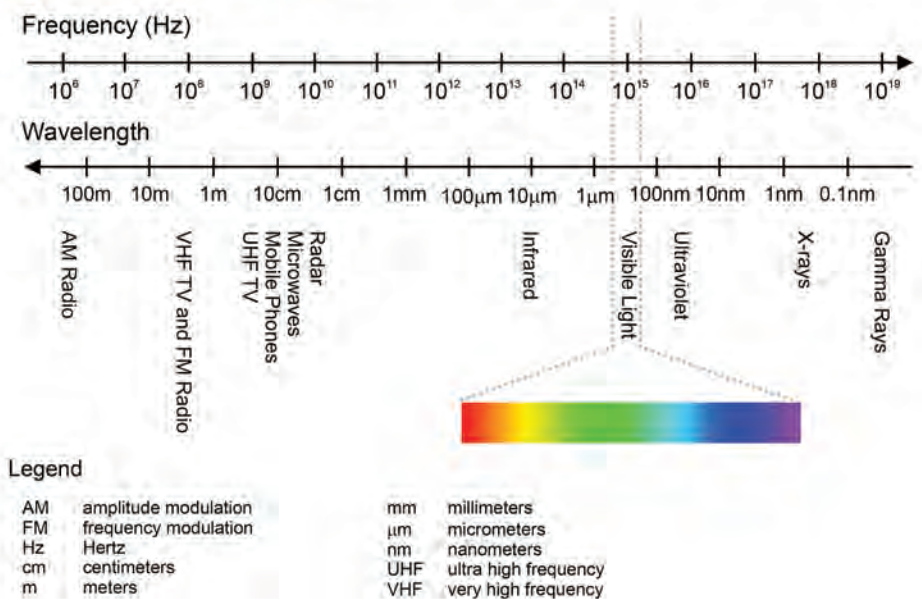 Frequency (Hz)
10⁶ 10⁷ 10⁸ 10⁹ 10¹⁰ 10¹¹ 10¹² 10¹³ 10¹⁴ 10¹⁵ 10¹⁶ 10¹⁷ 10¹⁸ 10¹⁹
Wavelength
100m 10m 1m 10cm 1cm 1mm 100μm 10μm 1μm 100nm 10nm 1nm 0.1nm
AM Radio
VHF TV and FM Radio
UHF TV
Mobile Phones
Microwaves
Radar
Infrared
Visible Light
Ultraviolet
X-rays
Gamma Rays
Legend
AM amplitude modulation
FM frequency modulation
Hz Hertz
cm centimeters
m meters
mm millimeters
μm micrometers
nm nanometers
UHF ultra high frequency
VHF very high frequency